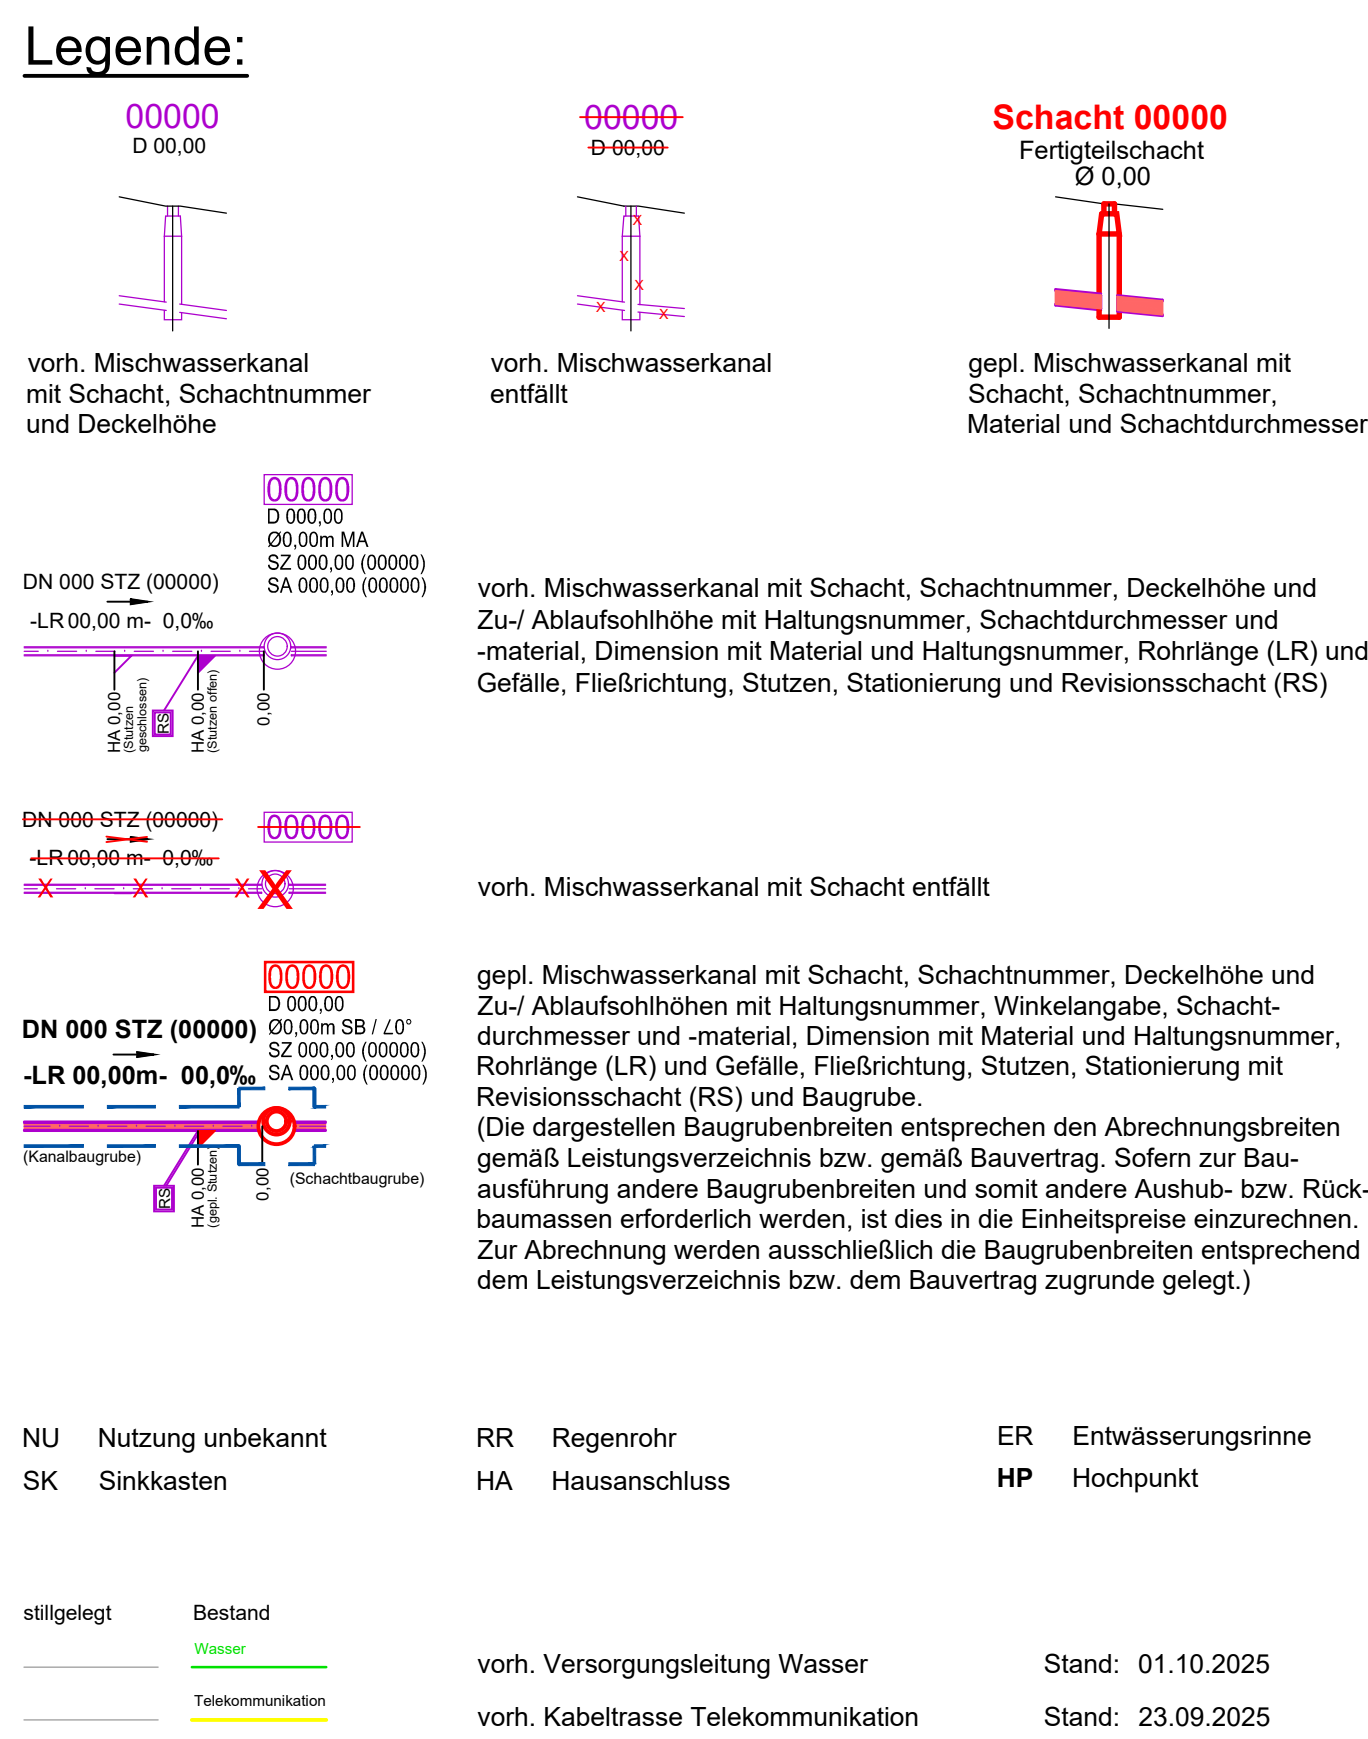 Legende:
00000
D 00,00
vorh. Mischwasserkanal
mit Schacht, Schachtnummer
und Deckelhöhe
00000
D 00,00
X
X
X
X
X
vorh. Mischwasserkanal
entfällt
Schacht 00000
Fertigteilschacht
Ø 0,00
gepl. Mischwasserkanal mit
Schacht, Schachtnummer,
Material und Schachtdurchmesser
00000
D 000,00
Ø0,00m MA
SZ 000,00 (00000)
SA 000,00 (00000)
DN 000 STZ (00000)
-LR 00,00 m- 0,0‰
HA 0,00
(Stutzen
geschlossen)
RS
HA 0,00
(Stutzen offen)
0,00
vorh. Mischwasserkanal mit Schacht, Schachtnummer, Deckelhöhe und
Zu-/ Ablaufsohlhöhe mit Haltungsnummer, Schachtdurchmesser und
-material, Dimension mit Material und Haltungsnummer, Rohrlänge (LR) und
Gefälle, Fließrichtung, Stutzen, Stationierung und Revisionsschacht (RS)
DN 000 STZ (00000)
-LR 00,00 m- 0,0‰
00000
X X X X
vorh. Mischwasserkanal mit Schacht entfällt
00000
D 000,00
Ø0,00m SB / ∠0°
SZ 000,00 (00000)
SA 000,00 (00000)
DN 000 STZ (00000)
-LR 00,00m- 00,0‰
(Kanalbaugrube)
RS
HA 0,00
(gepl. Stutzen)
0,00
(Schachtbaugrube)
gepl. Mischwasserkanal mit Schacht, Schachtnummer, Deckelhöhe und
Zu-/ Ablaufsohlhöhen mit Haltungsnummer, Winkelangabe, Schacht-
durchmesser und -material, Dimension mit Material und Haltungsnummer,
Rohrlänge (LR) und Gefälle, Fließrichtung, Stutzen, Stationierung mit
Revisionsschacht (RS) und Baugrube.
(Die dargestellen Baugrubenbreiten entsprechen den Abrechnungsbreiten
gemäß Leistungsverzeichnis bzw. gemäß Bauvertrag. Sofern zur Bau-
ausführung andere Baugrubenbreiten und somit andere Aushub- bzw. Rück-
baumassen erforderlich werden, ist dies in die Einheitspreise einzurechnen.
Zur Abrechnung werden ausschließlich die Baugrubenbreiten entsprechend
dem Leistungsverzeichnis bzw. dem Bauvertrag zugrunde gelegt.)
NU Nutzung unbekannt
RR Regenrohr
ER Entwässerungsrinne
SK Sinkkasten
HA Hausanschluss
HP Hochpunkt
stillgelegt Bestand
Wasser
vorh. Versorgungsleitung Wasser Stand: 01.10.2025
Telekommunikation
vorh. Kabeltrasse Telekommunikation Stand: 23.09.2025